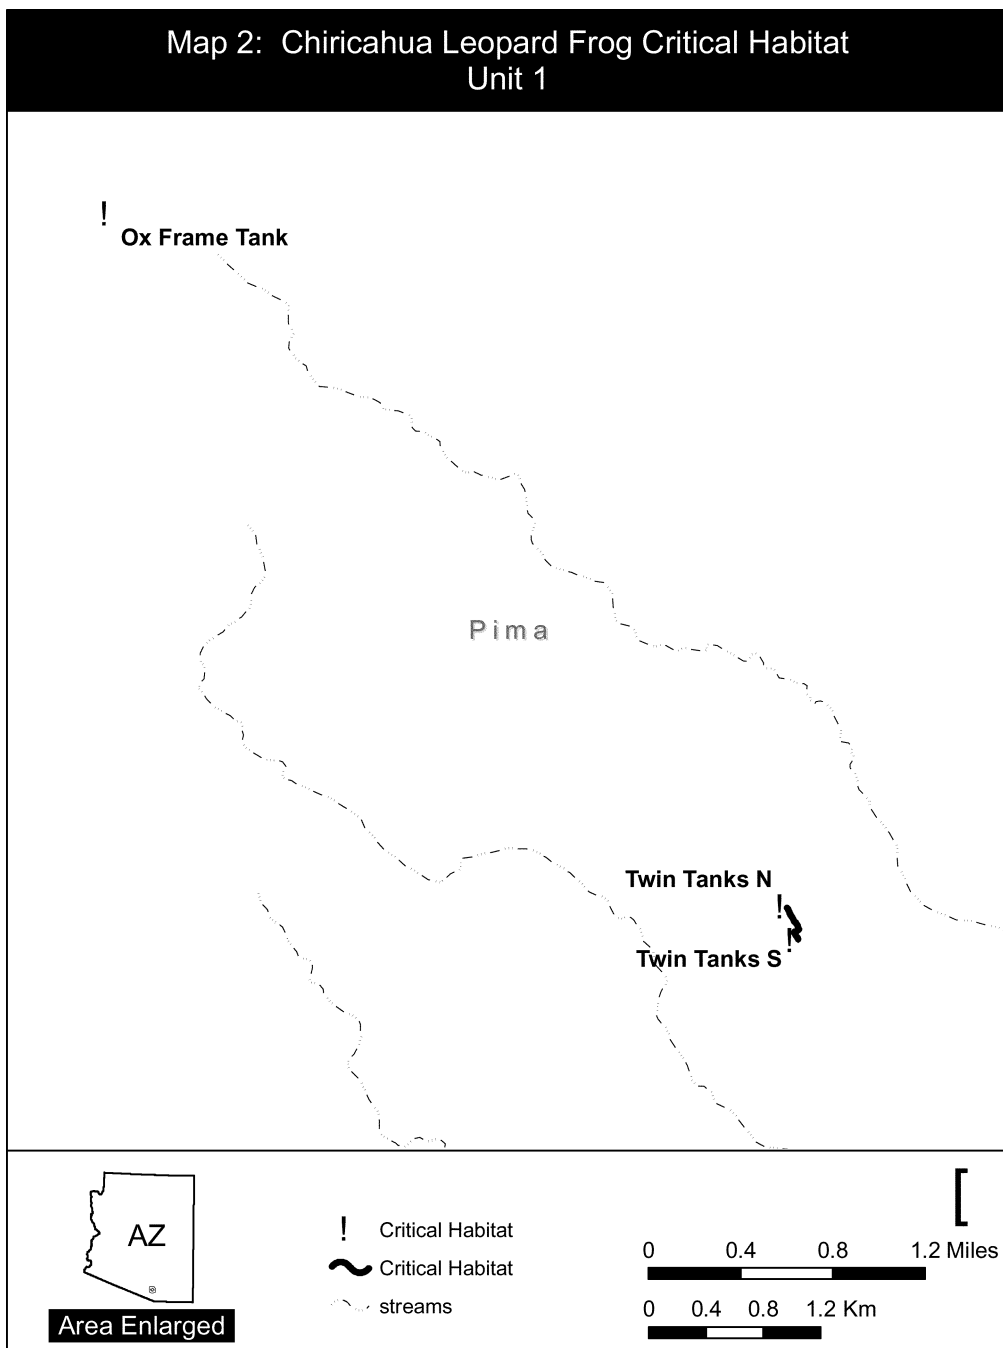 Map 2:  Chiricahua Leopard Frog Critical Habitat
Unit 1
!
Ox Frame Tank
Pima
Twin Tanks N
!
!
Twin Tanks S
AZ
Area Enlarged
! Critical Habitat
Critical Habitat
streams
[
0 0.4 0.8 1.2 Miles
0 0.4 0.8 1.2 Km